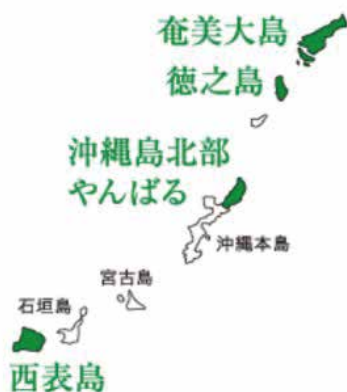 奄美大島
徳之島
沖縄島北部
やんばる
沖縄本島
宮古島
石垣島
西表島